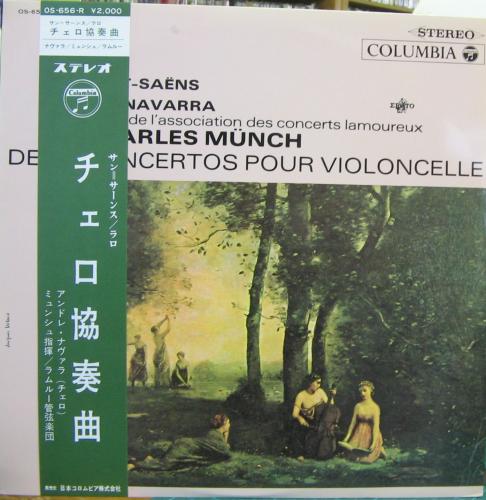 OS-656-R ¥2,000
サン=サーンス/ラロ
チェロ協奏曲
ナヴァラ/ミュンシュ/ラムルー
ステレオ
Columbia
サン=サーンス/ラロ
チェロ協奏曲
アンドレ・ナヴァラ(チェロ)
ミュンシュ指揮/ラムルー管弦楽団
日本コロムビア株式会社
OS-65
STEREO
COLUMBIA
T-SAËNS
NAVARRA
ERATO
de l'association des concerts lamoureux
ARLES MÜNCH
DE NCERTOS POUR VIOLONCELLE